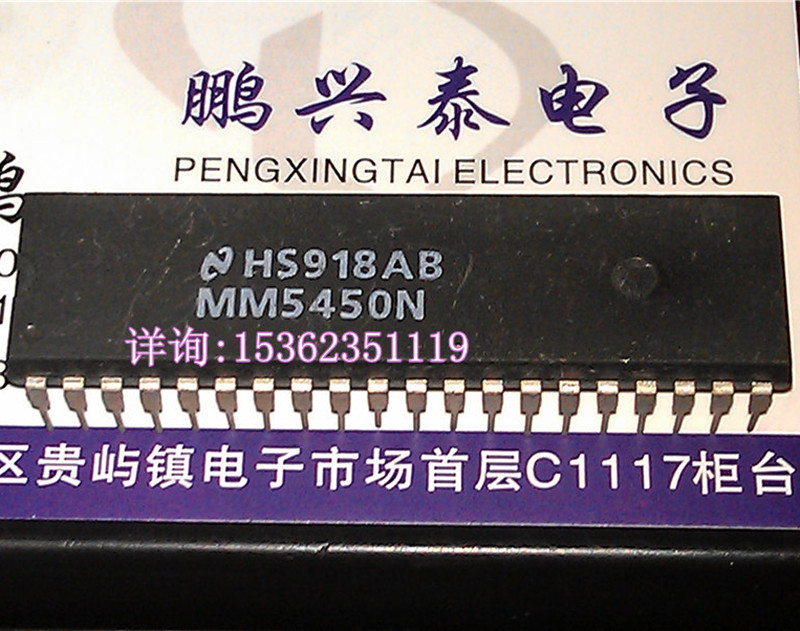 鹏兴泰电子
PENGXINGTAI ELECTRONICS
HS918AB
MM5450N
详询:15362351119
区贵屿镇电子市场首层C1117柜台